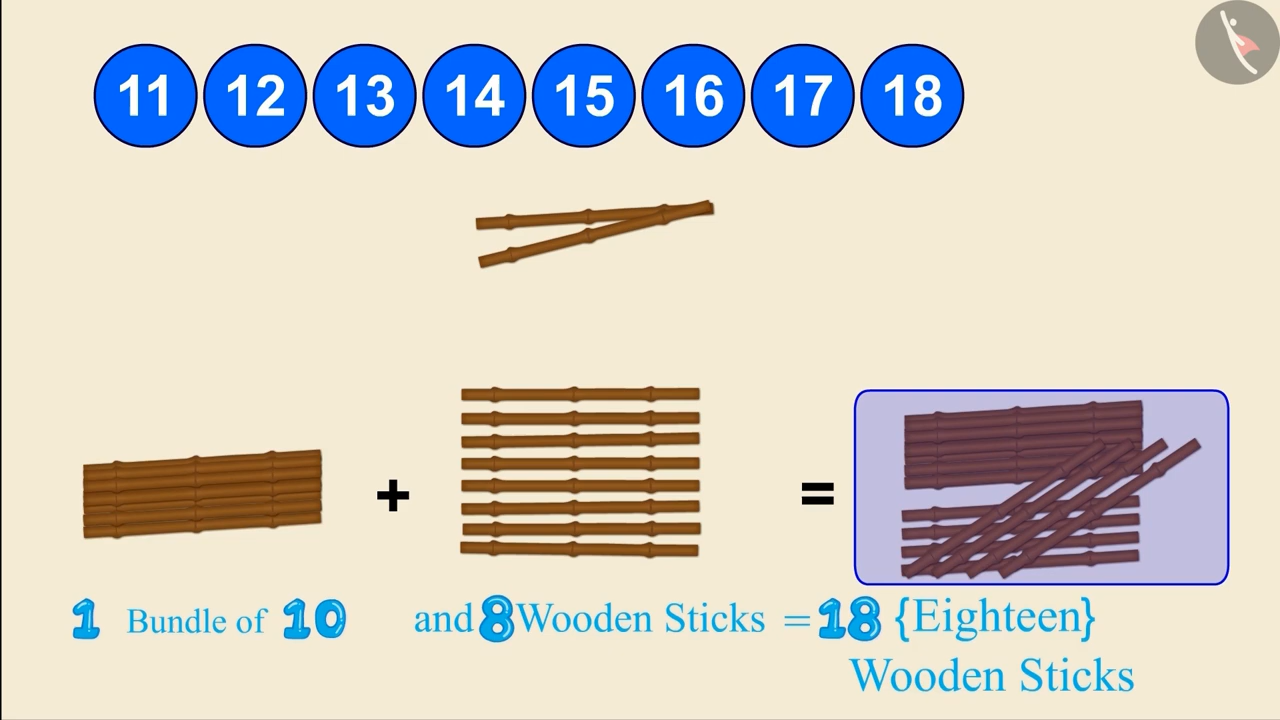 11 12 13 14 15 16 17 18
+ =
1 Bundle of 10 and 8 Wooden Sticks = 18 {Eighteen}
Wooden Sticks